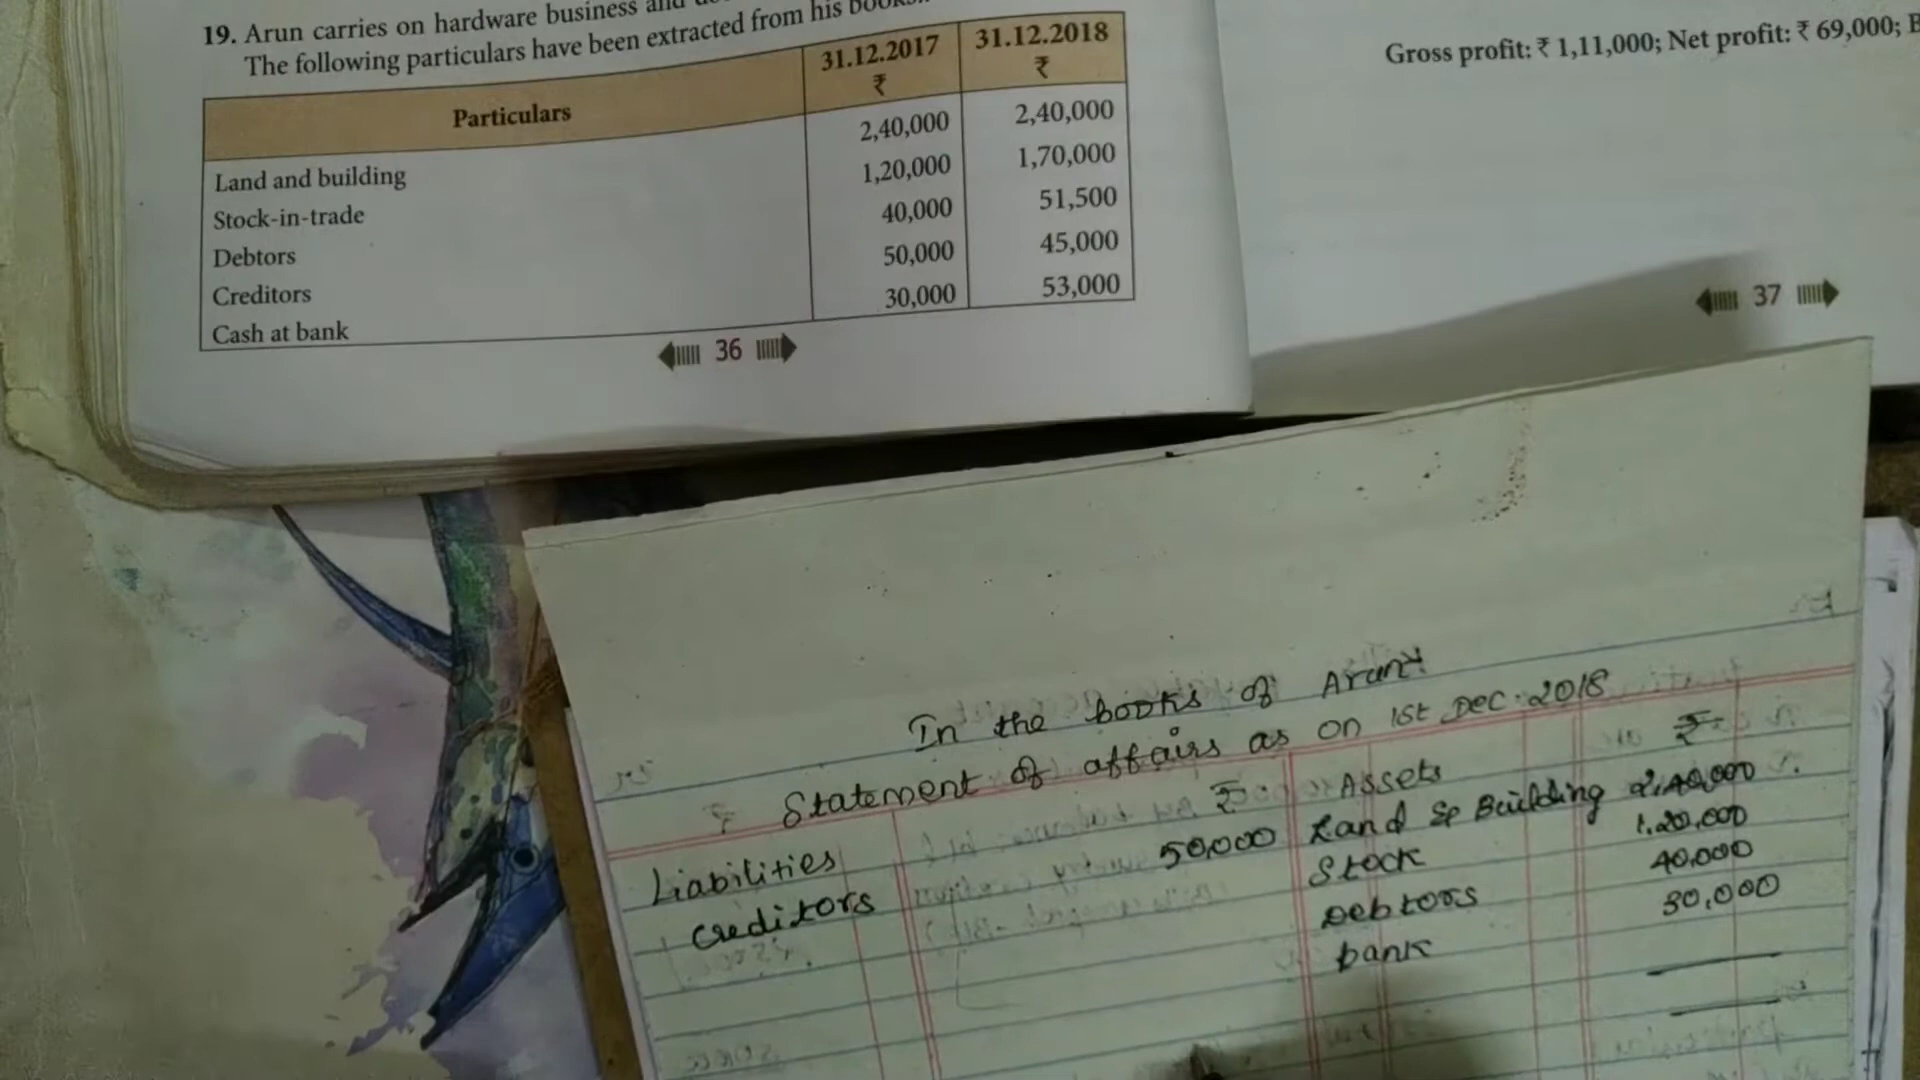 19. Arun carries on hardware business and
The following particulars have been extracted from his books
Particulars 31.12.2017 ₹ 31.12.2018 ₹
Land and building 2,40,000 2,40,000
Stock-in-trade 1,20,000 1,70,000
Debtors 40,000 51,500
Creditors 50,000 45,000
Cash at bank 30,000 53,000
36
Gross profit: ₹ 1,11,000; Net profit: ₹ 69,000;
37
In the books of Arun
Statement of affairs as on 1st Dec. 2018
Liabilities ₹ Assets ₹
creditors 50,000 Land & Building 2,40,000
Stock 1,20,000
Debtors 40,000
bank 30,000